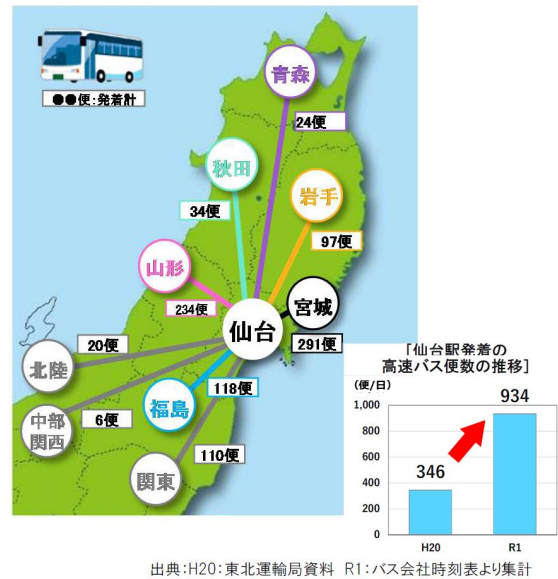 ●●便:発着計
青森
24便
秋田
34便
岩手
97便
山形
234便
仙台
宮城
291便
北陸
20便
中部
関西
6便
福島
118便
関東
110便
[仙台駅発着の
高速バス便数の推移]
(便/日)
1,000
800
600
400
200
0
346
934
H20
R1
出典:H20:東北運輸局資料 R1:バス会社時刻表より集計